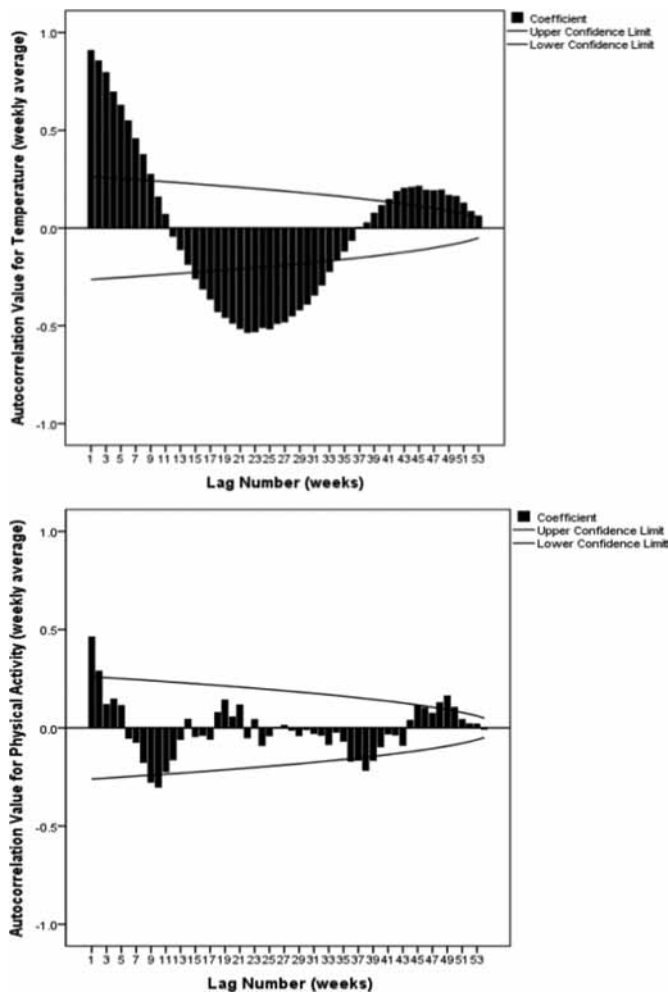 Autocorrelation Value for Temperature (weekly average)
1.0
0.5
0.0
-0.5
-1.0
1 3 5 7 9 11 13 15 17 19 21 23 25 27 29 31 33 35 37 39 41 43 45 47 49 51 53
Lag Number (weeks)
Coefficient
Upper Confidence Limit
Lower Confidence Limit
Autocorrelation Value for Physical Activity (weekly average)
1.0
0.5
0.0
-0.5
-1.0
1 3 5 7 9 11 13 15 17 19 21 23 25 27 29 31 33 35 37 39 41 43 45 47 49 51 53
Lag Number (weeks)
Coefficient
Upper Confidence Limit
Lower Confidence Limit